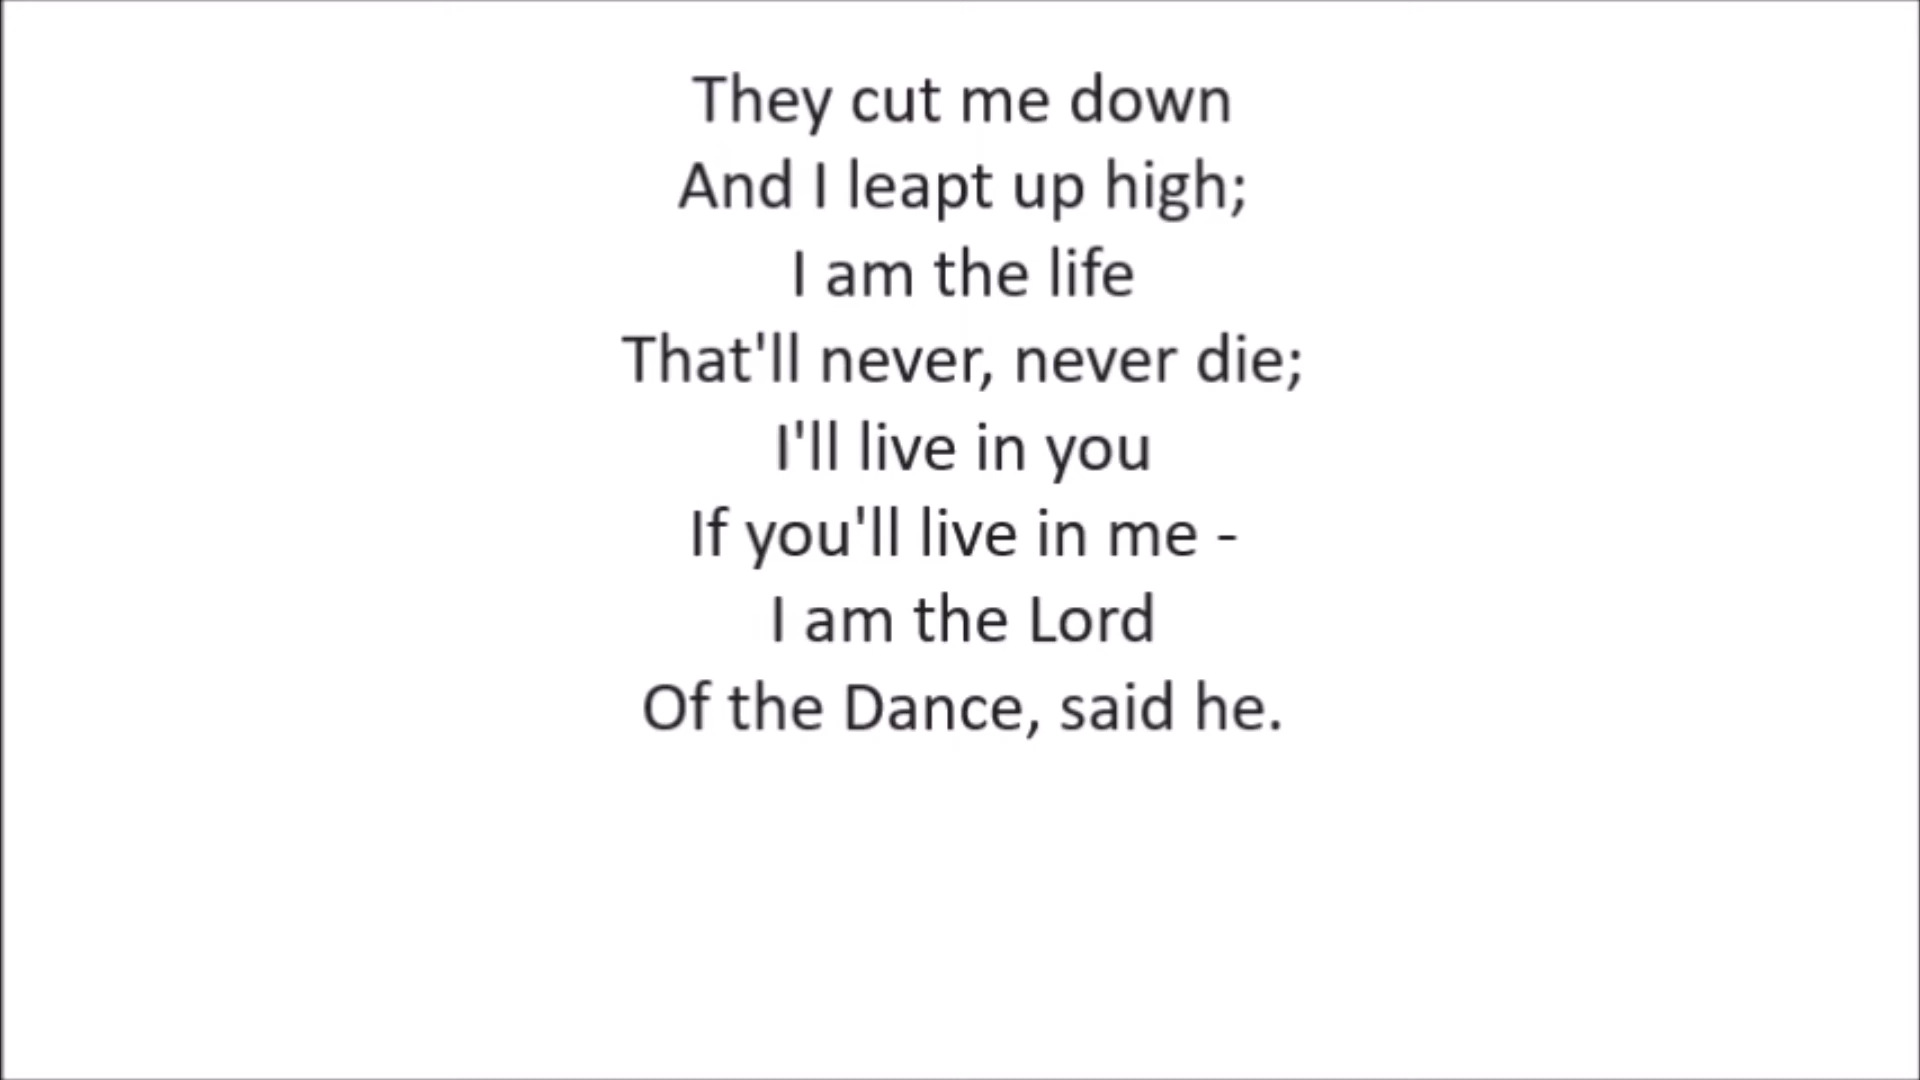 They cut me down
And I leapt up high;
I am the life
That'll never, never die;
I'll live in you
If you'll live in me -
I am the Lord
Of the Dance, said he.